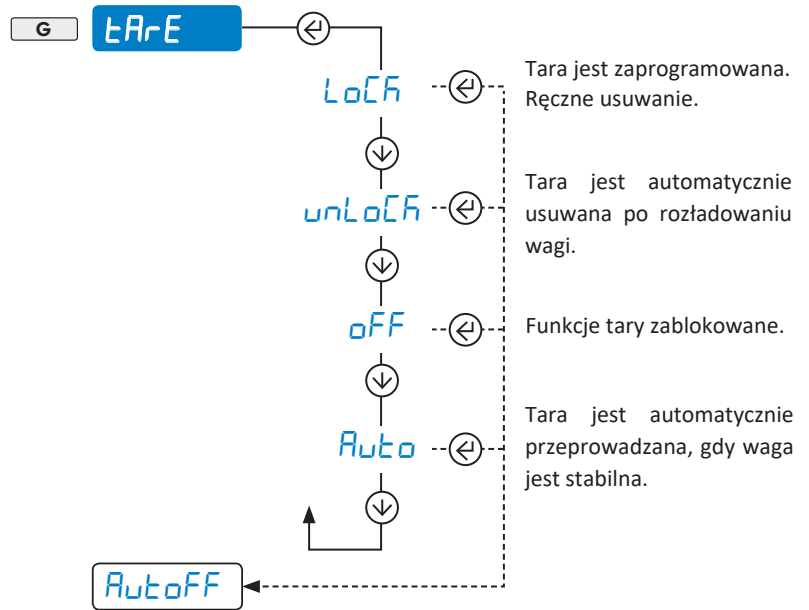 G
tArE
LoCK
Tara jest zaprogramowana.
Ręczne usuwanie.
unLoCK
Tara jest automatycznie
usuwana po rozładowaniu
wagi.
oFF
Funkcje tary zablokowane.
Auto
Tara jest automatycznie
przeprowadzana, gdy waga
jest stabilna.
AutoFF